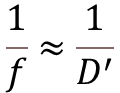 1/f ≈ 1/D′